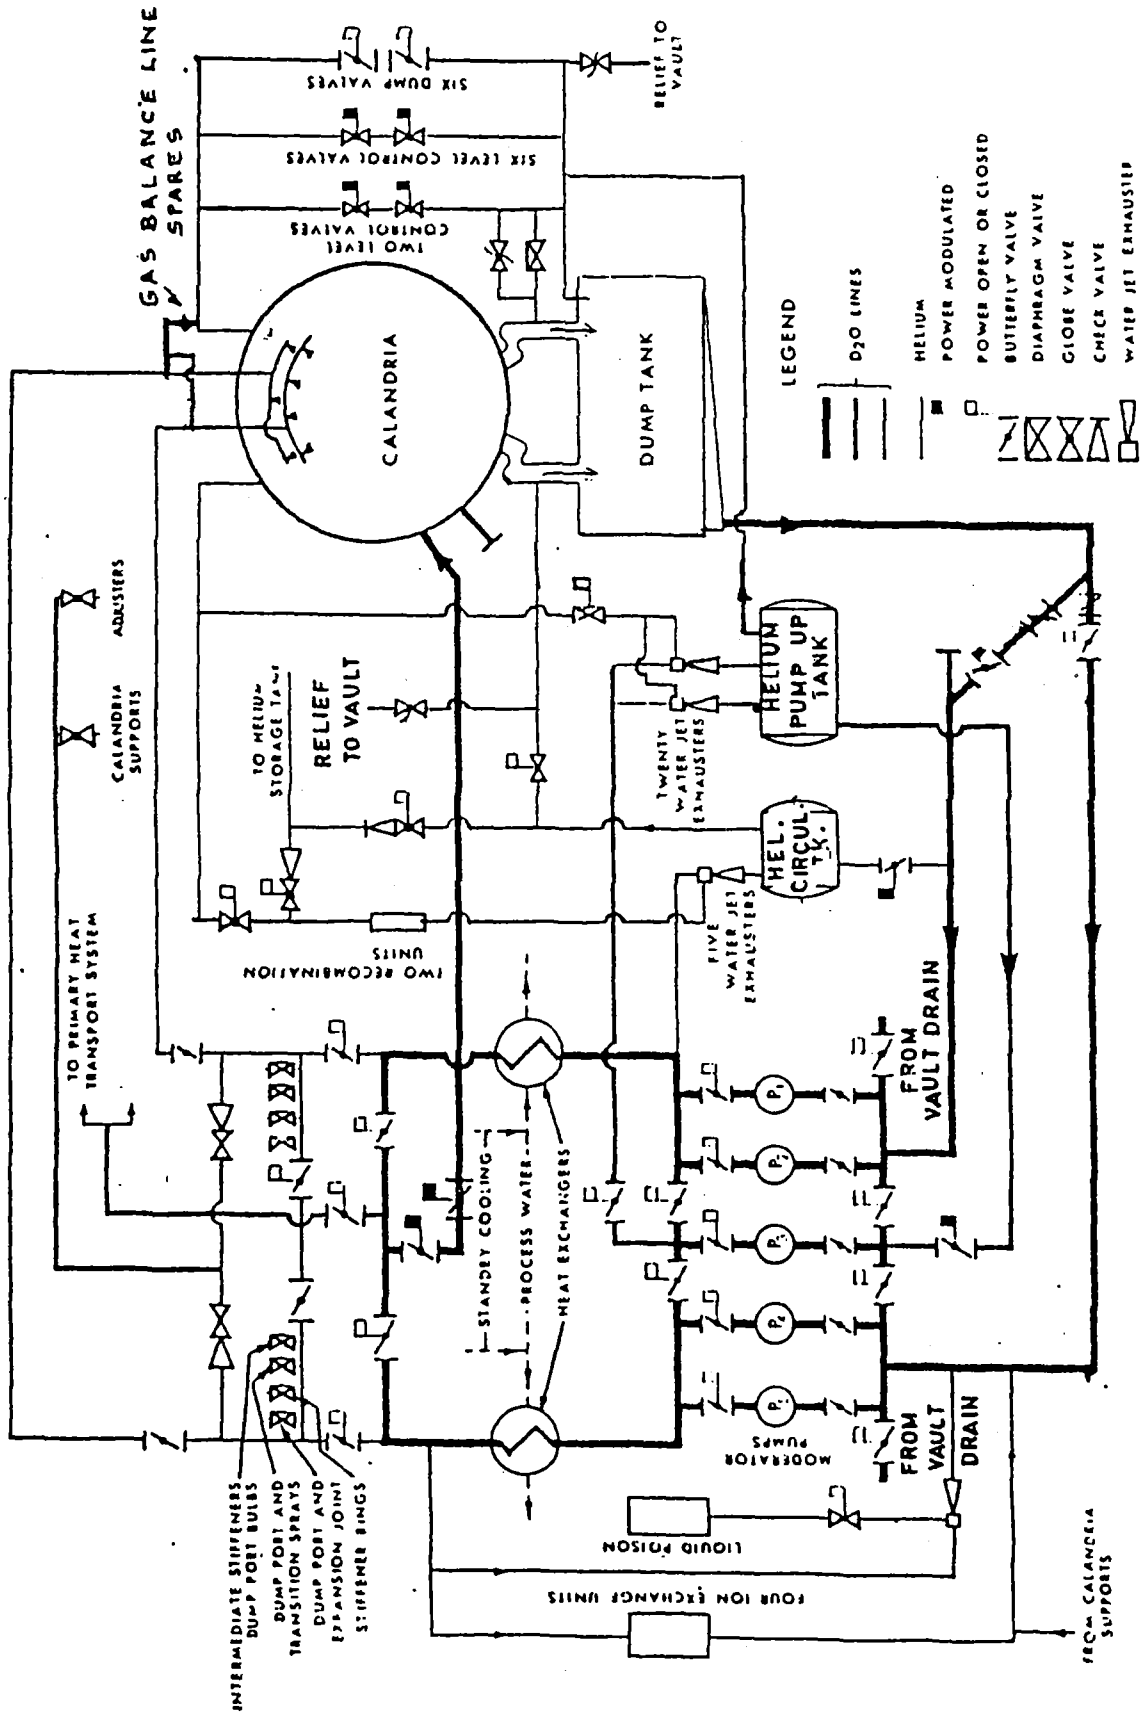 GAS BALANCE LINE
SPARES
SIX DUMP VALVES
SIX LEVEL CONTROL VALVES
TWO LEVEL
CONTROL VALVES
RELIEF TO
VAULT
CALANDRIA
DUMP TANK
LEGEND
D₂O LINES
HELIUM
POWER MODULATED
POWER OPEN OR CLOSED
BUTTERFLY VALVE
DIAPHRAGM VALVE
GLOBE VALVE
CHECK VALVE
WATER JET EXHAUSTER
ADJUSTERS
CALANDRIA
SUPPORTS
TO HELIUM
STORAGE TANK
RELIEF
TO VAULT
TWENTY
WATER JET
EXHAUSTERS
HELIUM
PUMP UP
TANK
HEL.
CIRCUL.
TK.
FIVE
WATER JET
EXHAUSTERS
TWO RECOMBINATION
UNITS
TO PRIMARY HEAT
TRANSPORT SYSTEM
STANDBY COOLING
PROCESS WATER
HEAT EXCHANGERS
FROM
VAULT DRAIN
P₁
P₂
P₃
P₄
P₅
MODERATOR
PUMPS
FROM
VAULT
DRAIN
INTERMEDIATE STIFFENERS
DUMP PORT BULBS
DUMP PORT AND
TRANSITION SPRAYS
DUMP PORT AND
EXPANSION JOINT
STIFFENER RINGS
LIQUID POISON
FOUR ION EXCHANGE UNITS
FROM CALANDRIA
SUPPORTS